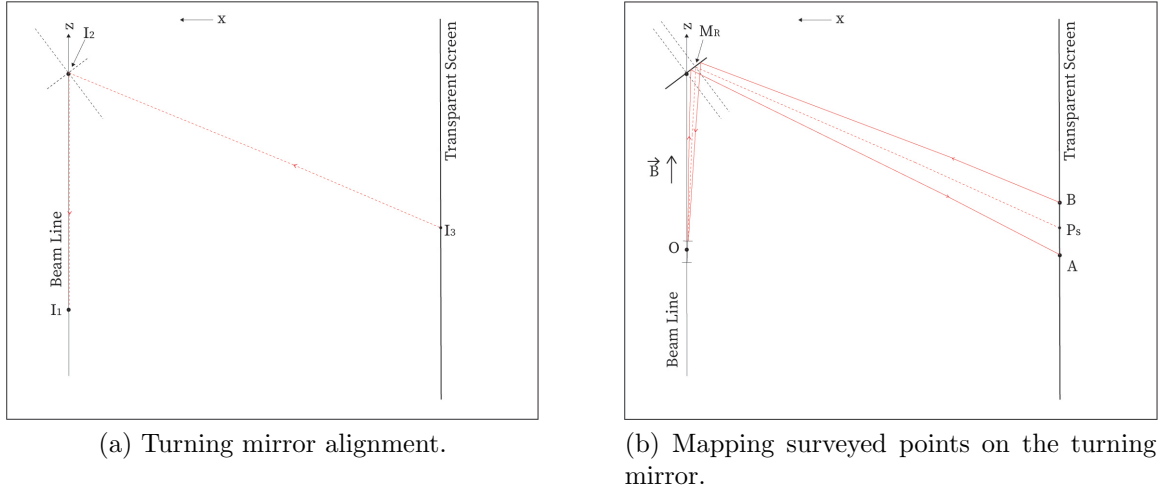 x
z
I2
Transparent Screen
Beam Line
I3
I1
(a) Turning mirror alignment.
x
z
MR
Transparent Screen
B
B
Ps
O
A
Beam Line
(b) Mapping surveyed points on the turning
mirror.